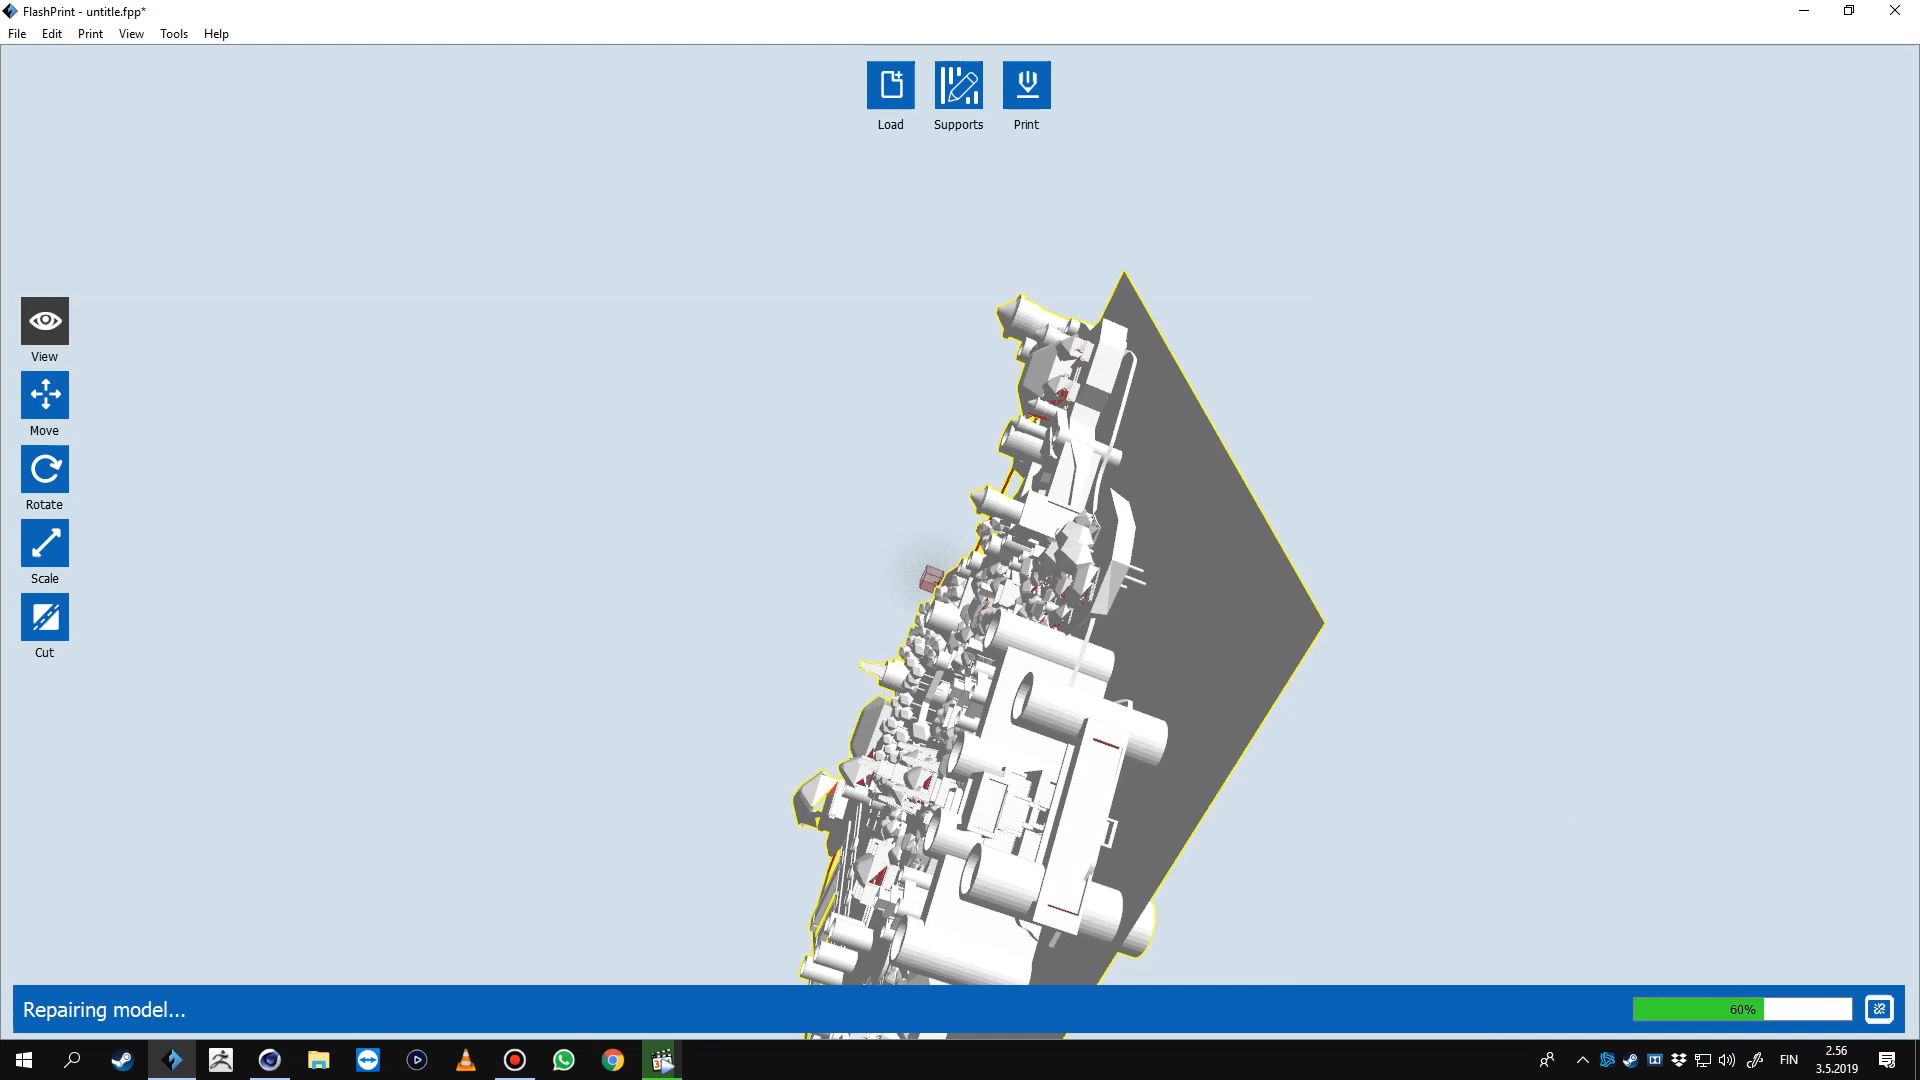 FlashPrint - untitle.fpp*
File Edit Print View Tools Help
Load Supports Print
View
Move
Rotate
Scale
Cut
Repairing model...
60%
FIN
2.56
3.5.2019